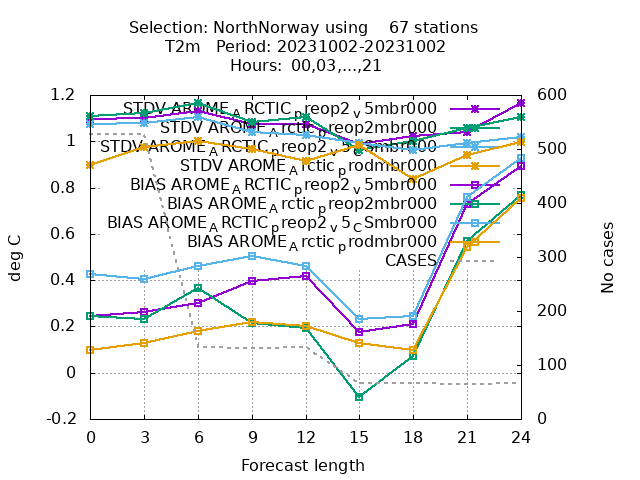 Selection: NorthNorway using 67 stations
T2m Period: 20231002-20231002
Hours: 00,03,...,21
1.2
1
0.8
0.6
0.4
0.2
0
-0.2
deg C
600
500
400
300
200
100
0
No cases
STDV AROME_ARCTIC_preop2_v5mbr000
STDV AROME_Arctic_preop2mbr000
STDV AROME_ARCTIC_preop2_v5_CSmbr000
STDV AROME_Arctic_prodmbr000
BIAS AROME_ARCTIC_preop2_v5mbr000
BIAS AROME_Arctic_preop2mbr000
BIAS AROME_ARCTIC_preop2_v5_CSmbr000
BIAS AROME_Arctic_prodmbr000
CASES
0 3 6 9 12 15 18 21 24
Forecast length